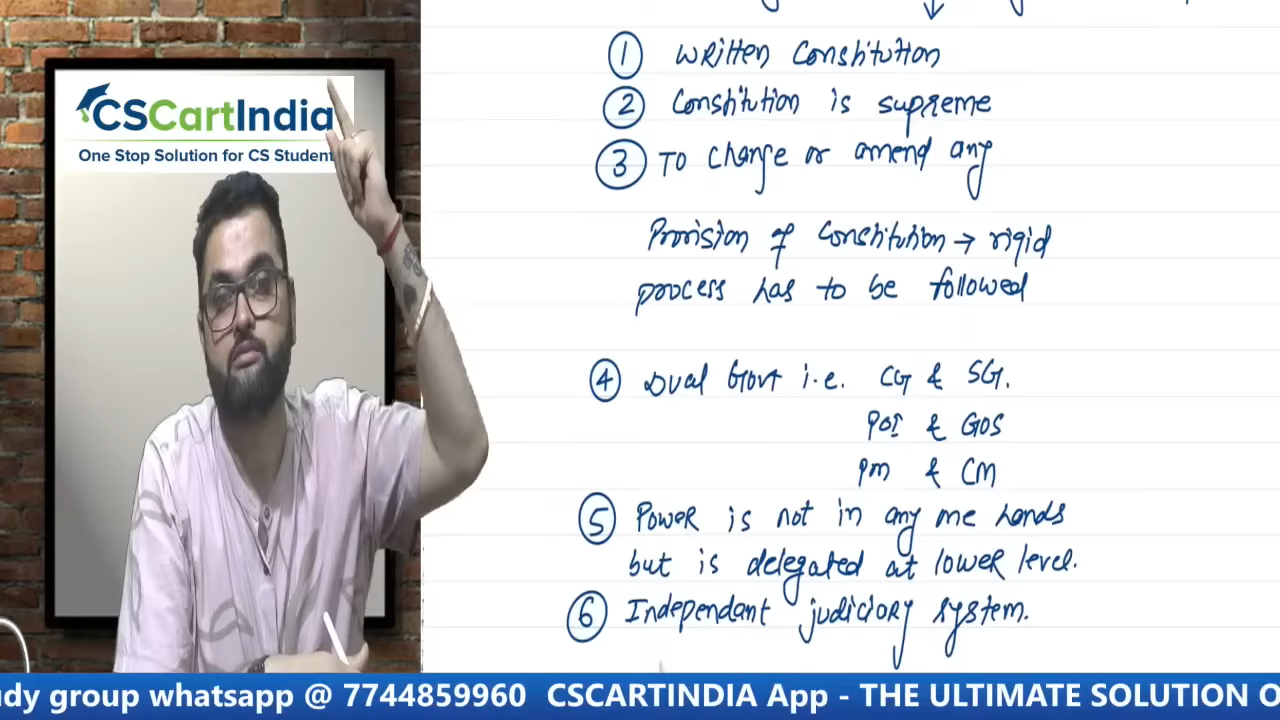 CSCartIndia
One Stop Solution for CS Student
① Written Constitution
② Constitution is supreme
③ To change or amend any
Provision of Constitution → rigid
process has to be followed
④ Dual Govt i.e. CG & SG.
POI & GOS
PM & CM
⑤ Power is not in any one hands
but is delegated at lower level.
⑥ Independant judiciory system.
udy group whatsapp @ 7744859960 CSCARTINDIA App - THE ULTIMATE SOLUTION O